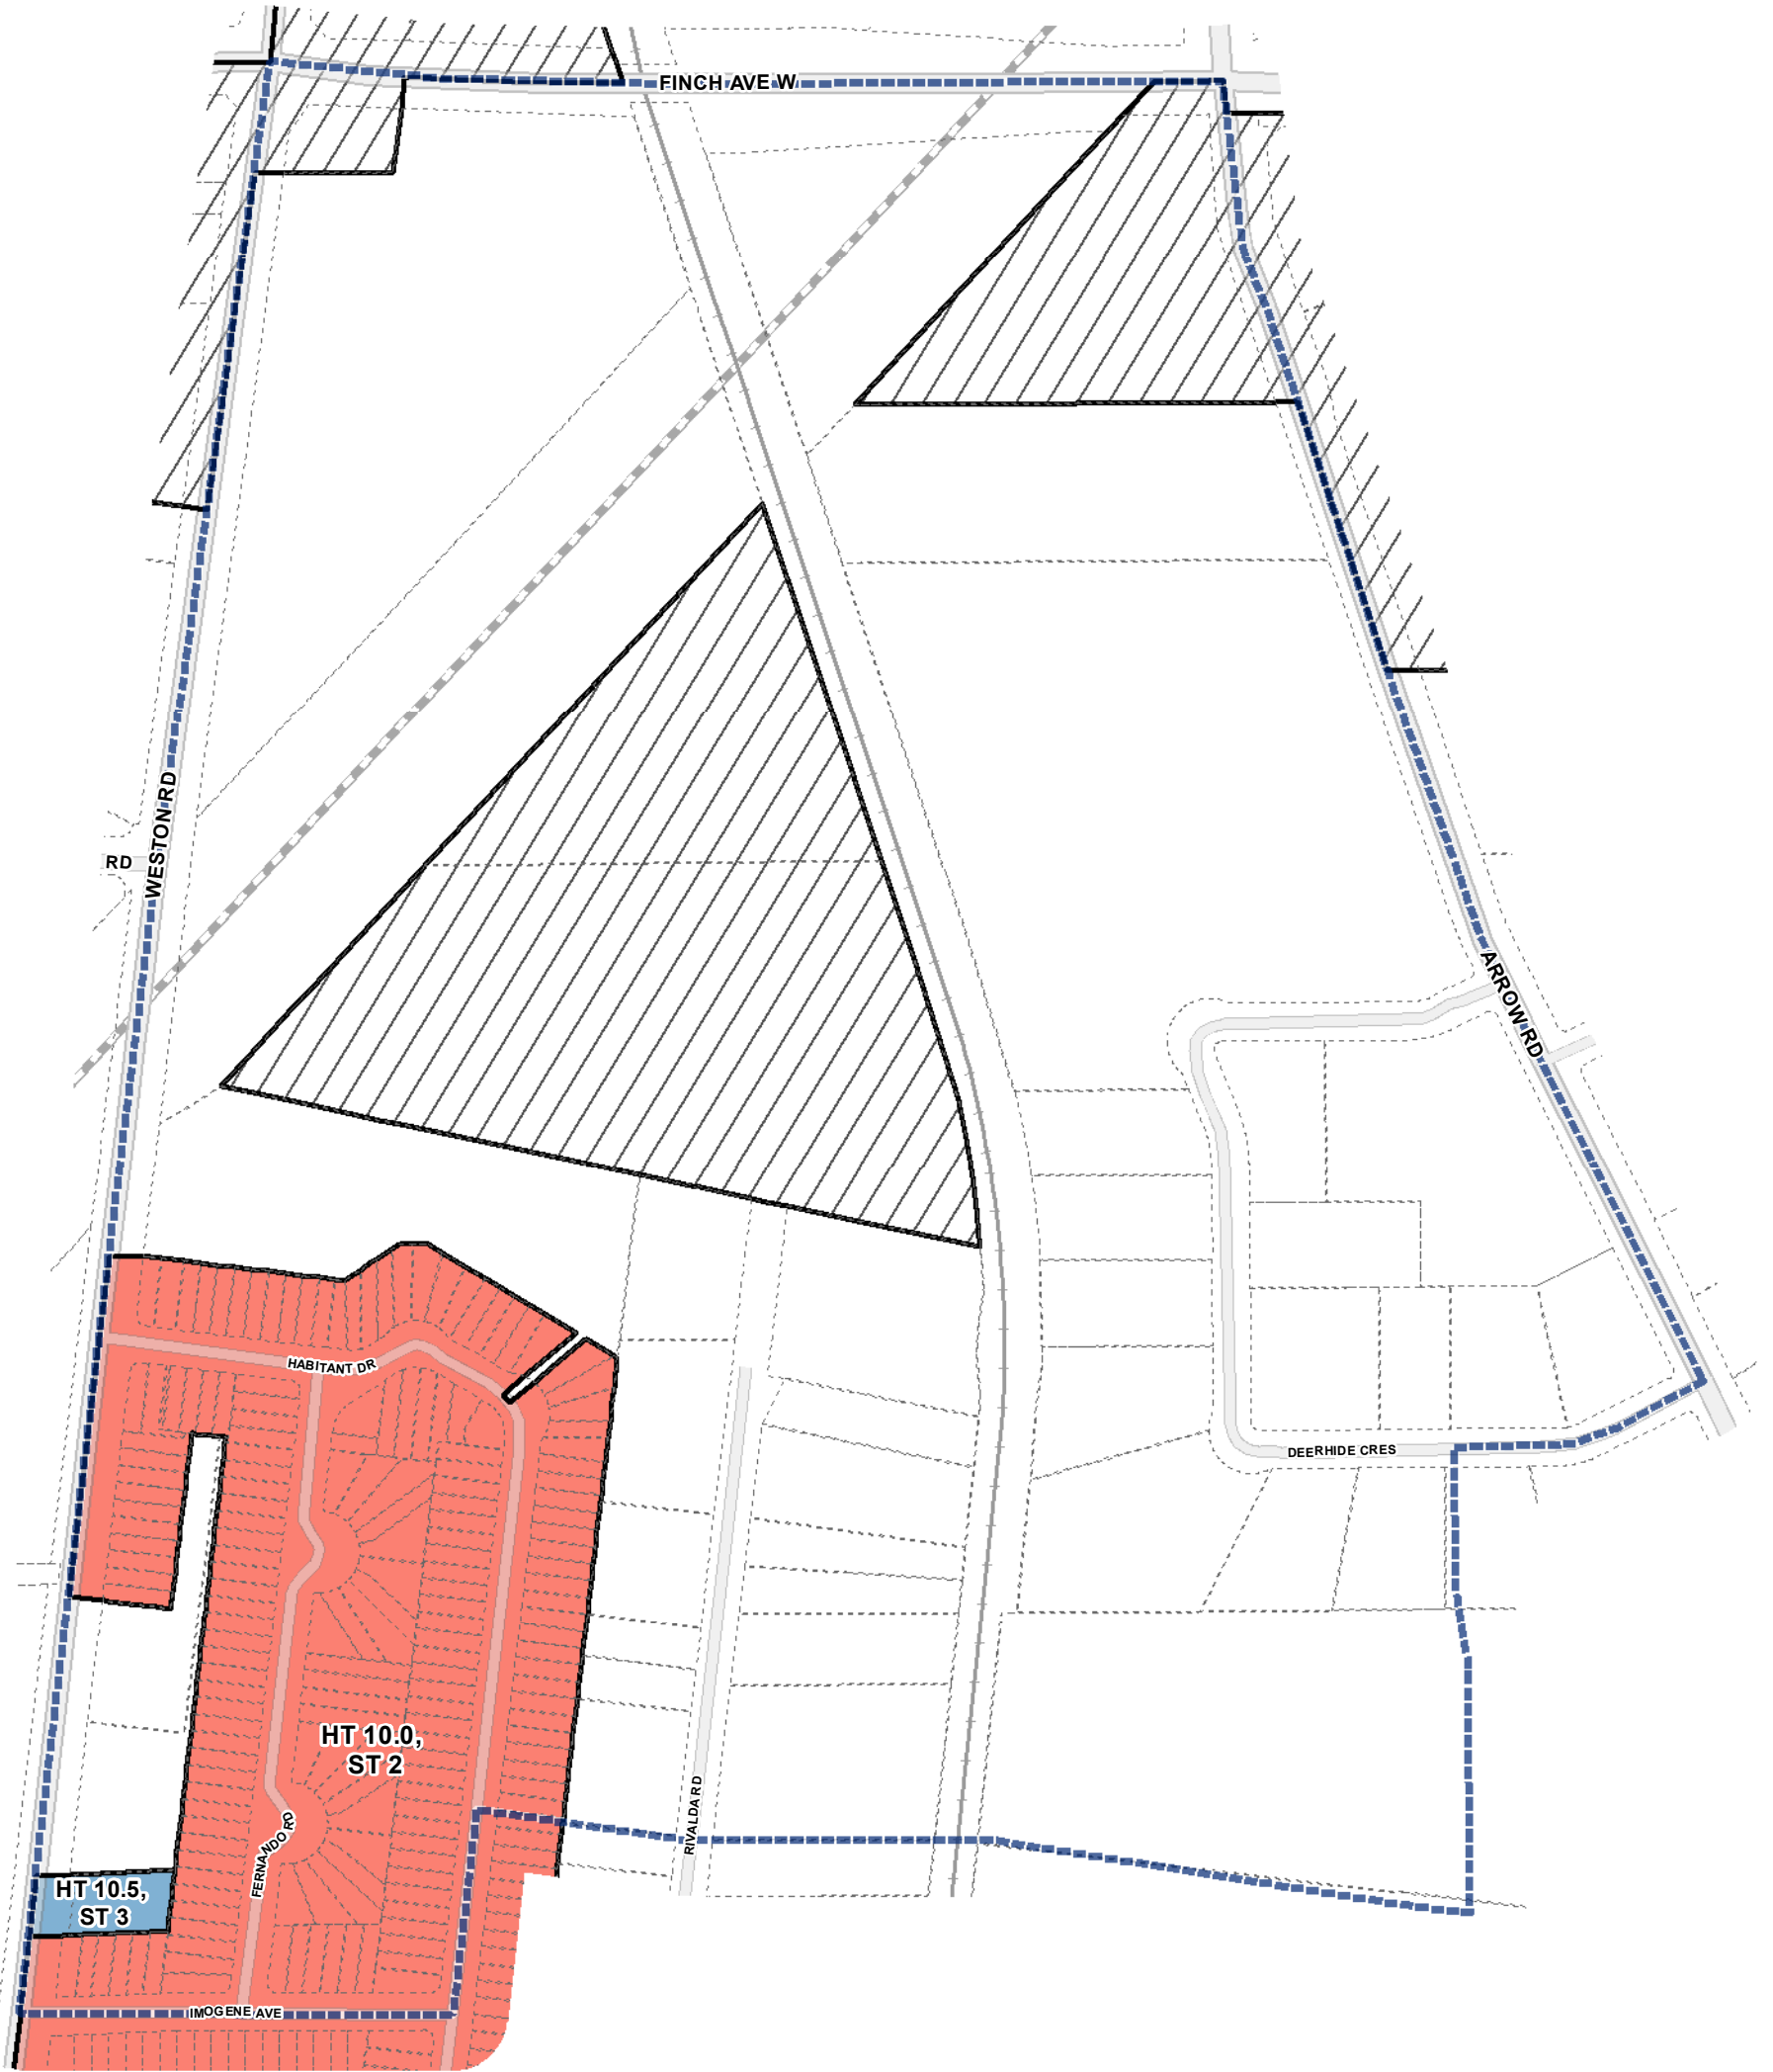 FINCH AVE W
WESTON RD
RD
ARROW RD
HABITANT DR
DEERHIDE CRES
HT 10.0,
ST 2
RIVALDA RD
FERNANDO RD
HT 10.5,
ST 3
IMOGENE AVE